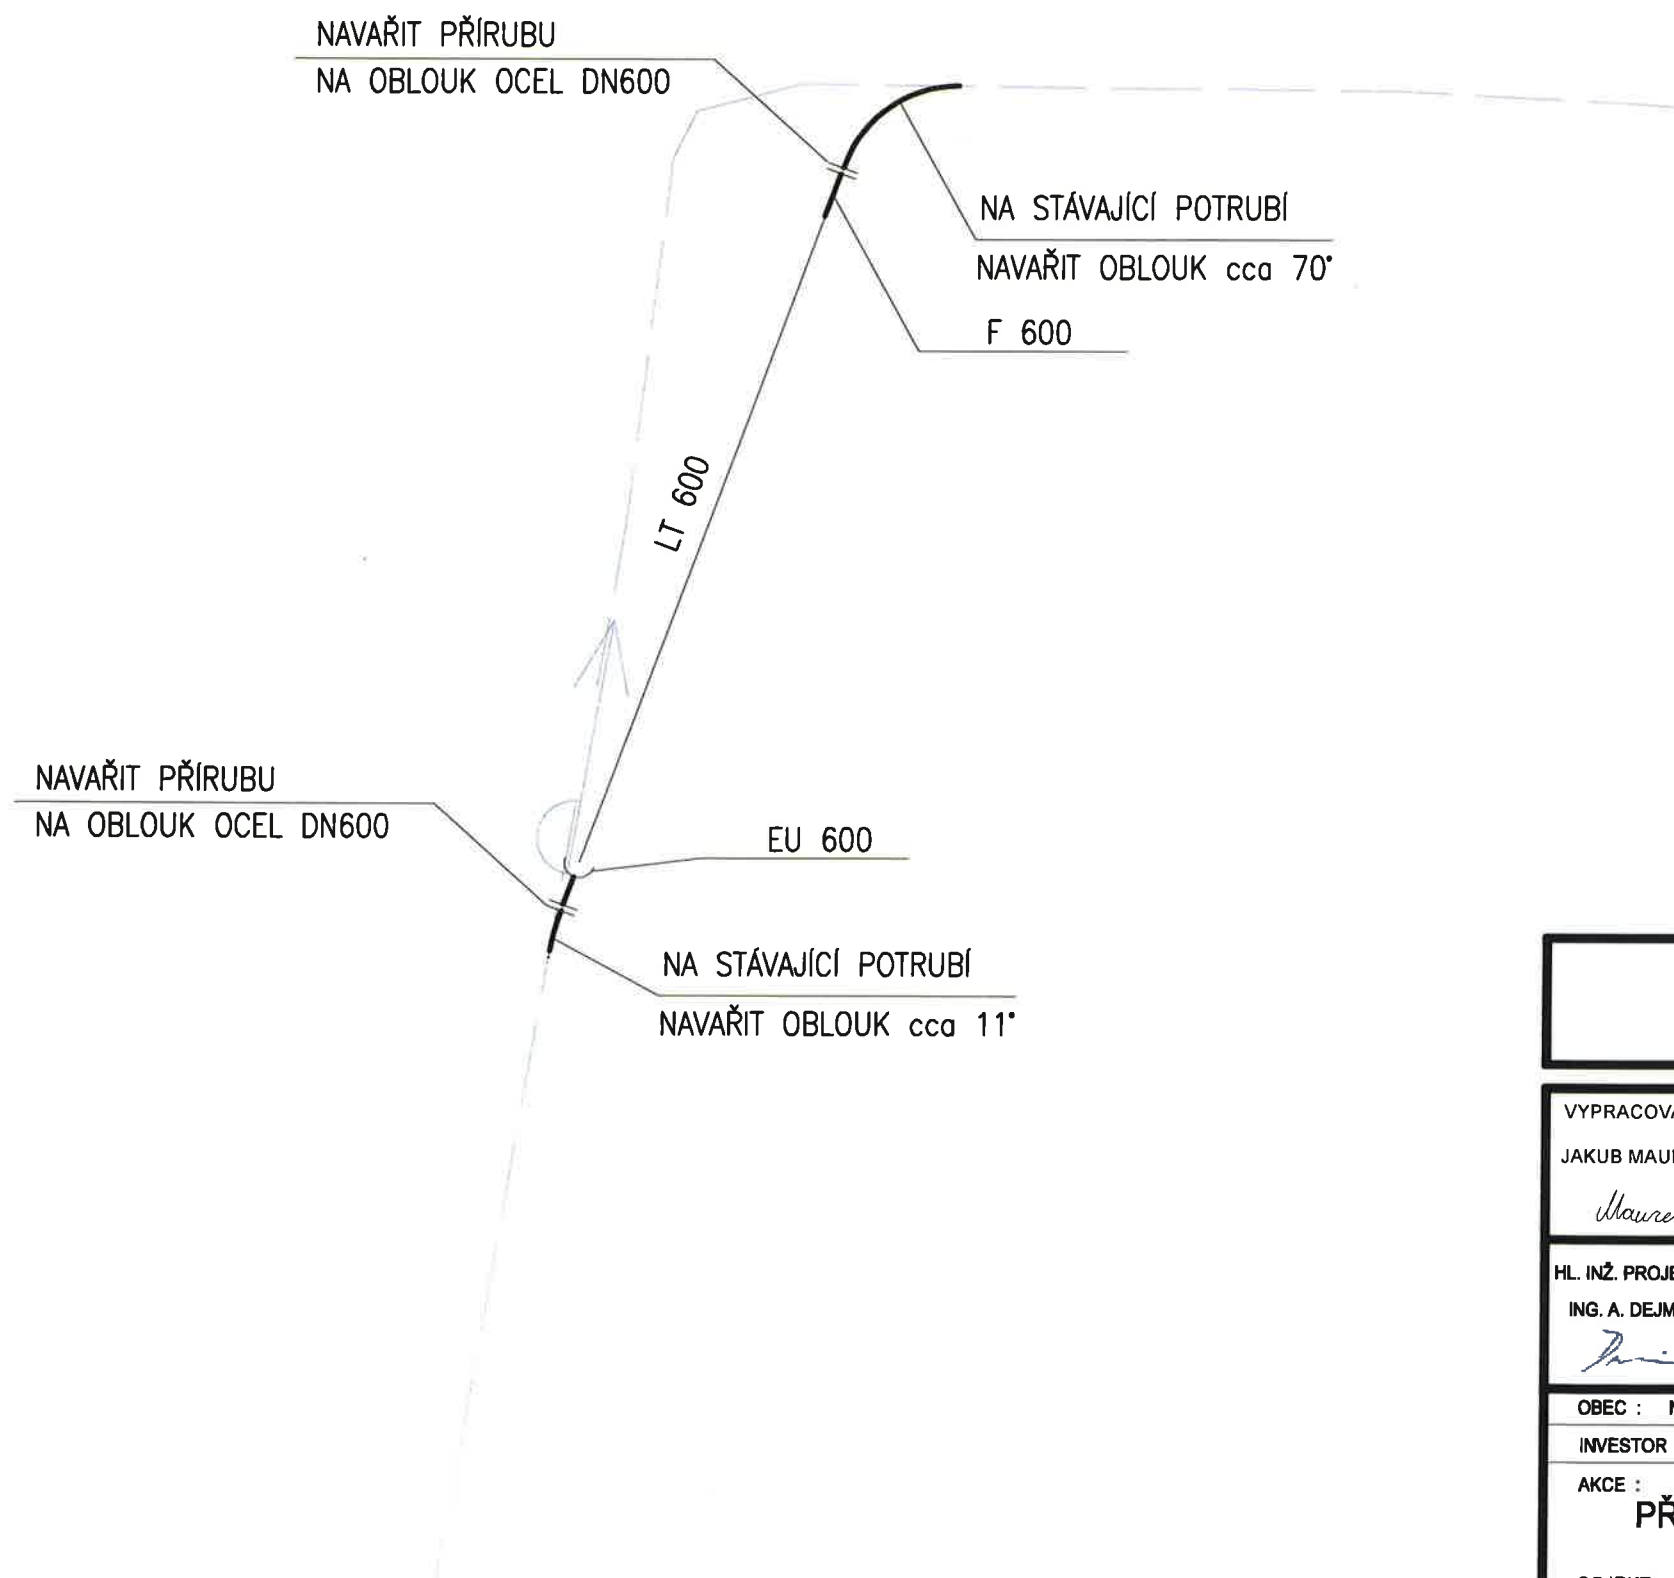 NAVAŘIT PŘÍRUBU
NA OBLOUK OCEL DN600
NA STÁVAJÍCÍ POTRUBÍ
NAVAŘIT OBLOUK cca 70°
F 600
LT 600
NAVAŘIT PŘÍRUBU
NA OBLOUK OCEL DN600
EU 600
NA STÁVAJÍCÍ POTRUBÍ
NAVAŘIT OBLOUK cca 11°
VYPRACOVA
JAKUB MAU
HL. INŽ. PROJE
ING. A. DEJM
OBEC :
INVESTOR
AKCE :
PŘ